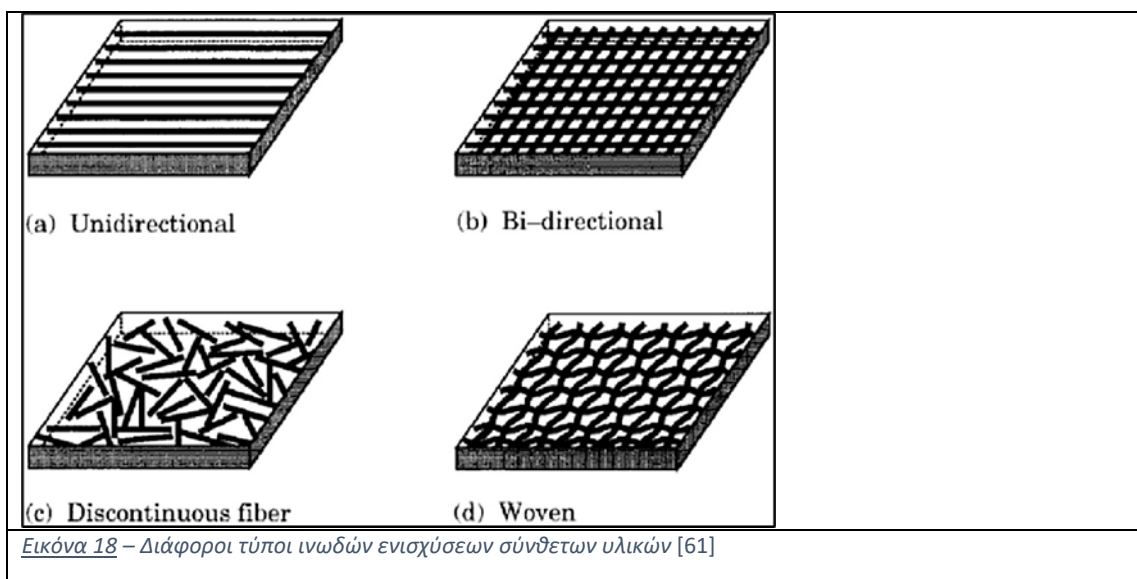 (a) Unidirectional
(b) Bi–directional
(c) Discontinuous fiber
(d) Woven
Εικόνα 18 – Διάφοροι τύποι ινωδών ενισχύσεων σύνθετων υλικών [61]